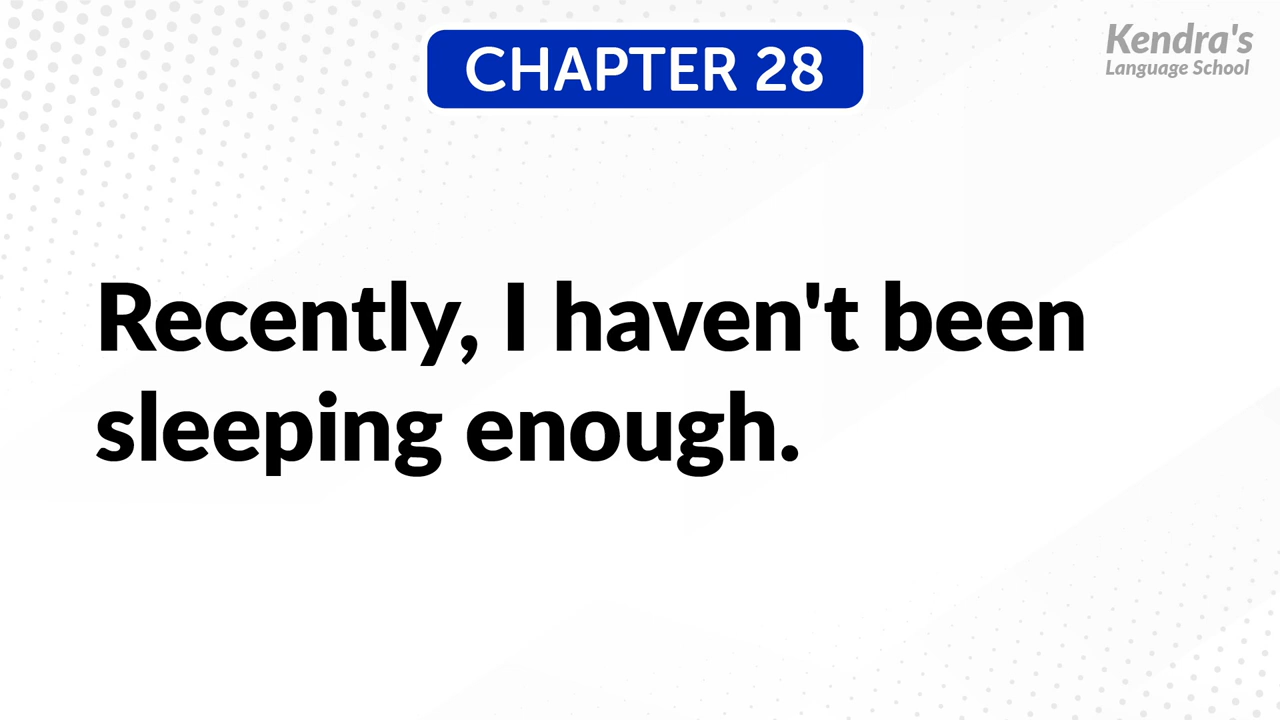 CHAPTER 28
Kendra's
Language School
Recently, I haven't been
sleeping enough.